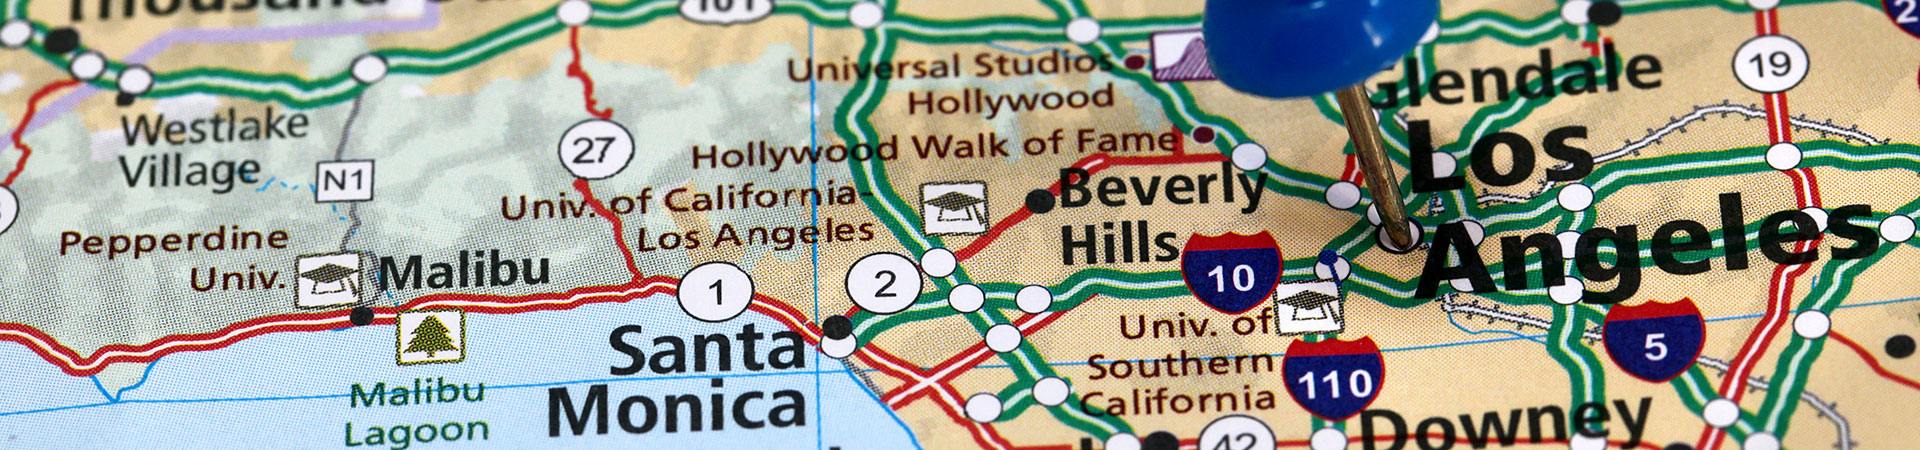 Thousand
101
Universal Studios
Hollywood
Glendale
19
Westlake
Village
N1
27
Hollywood Walk of Fame
Los
Angeles
Univ. of California-
Los Angeles
Beverly
Hills
Pepperdine
Univ.
Malibu
1
2
10
Univ. of
Southern
California
110
5
Santa
Monica
Malibu
Lagoon
42
Downey